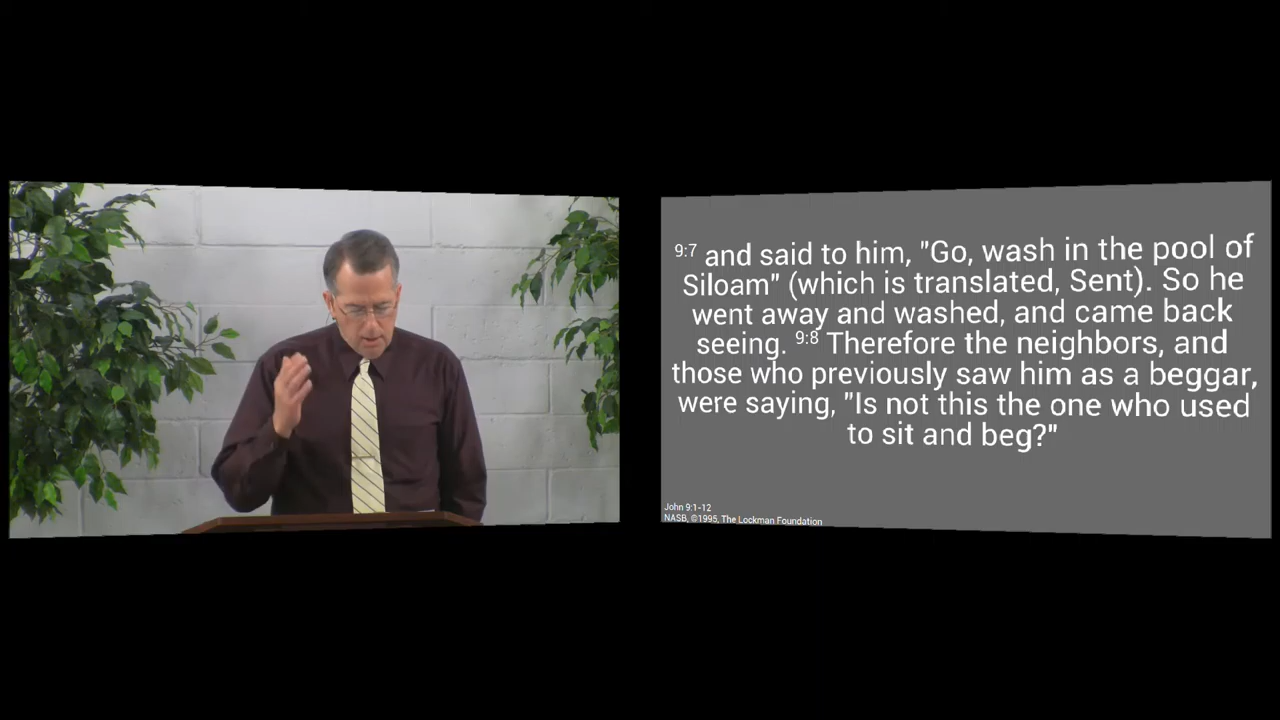 9:7 and said to him, "Go, wash in the pool of
Siloam" (which is translated, Sent). So he
went away and washed, and came back
seeing. 9:8 Therefore the neighbors, and
those who previously saw him as a beggar,
were saying, "Is not this the one who used
to sit and beg?"
John 9:1-12
NASB, ©1995, The Lockman Foundation